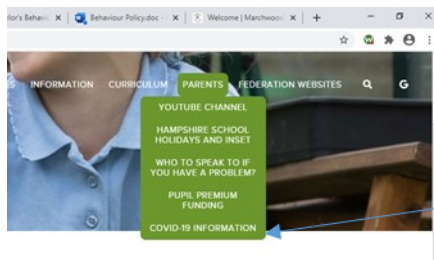 Behaviour Policy.doc -
Welcome | Marchwood
INFORMATION CURRICULUM PARENTS FEDERATION WEBSITES
YOUTUBE CHANNEL
HAMPSHIRE SCHOOL
HOLIDAYS AND INSET
WHO TO SPEAK TO IF
YOU HAVE A PROBLEM?
PUPIL PREMIUM
FUNDING
COVID-19 INFORMATION